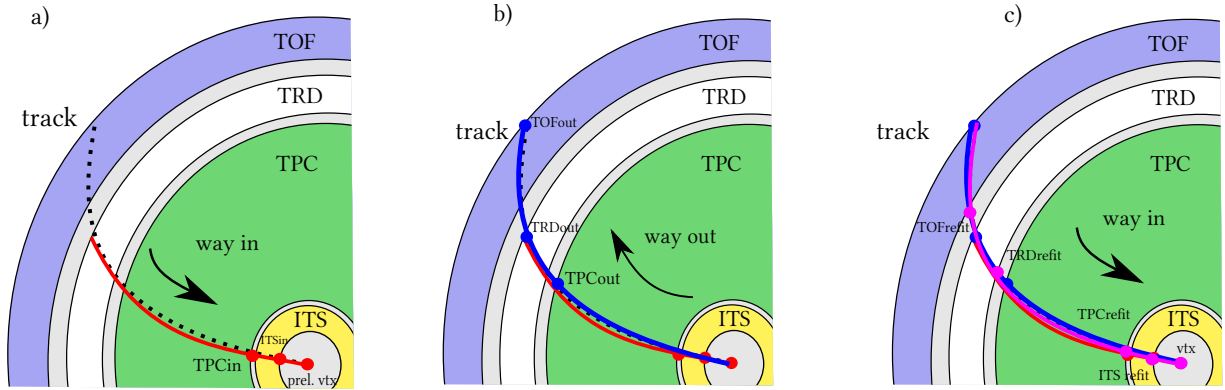 a)
TOF
TRD
track
TPC
way in
ITS
ITSin
TPCin
prel. vtx
b)
TOF
TRD
track
TOFout
TPC
TRDout
way out
TPCout
ITS
c)
TOF
TRD
track
TPC
way in
TOFrefit
TRDrefit
TPCrefit
ITS
vtx
ITS refit